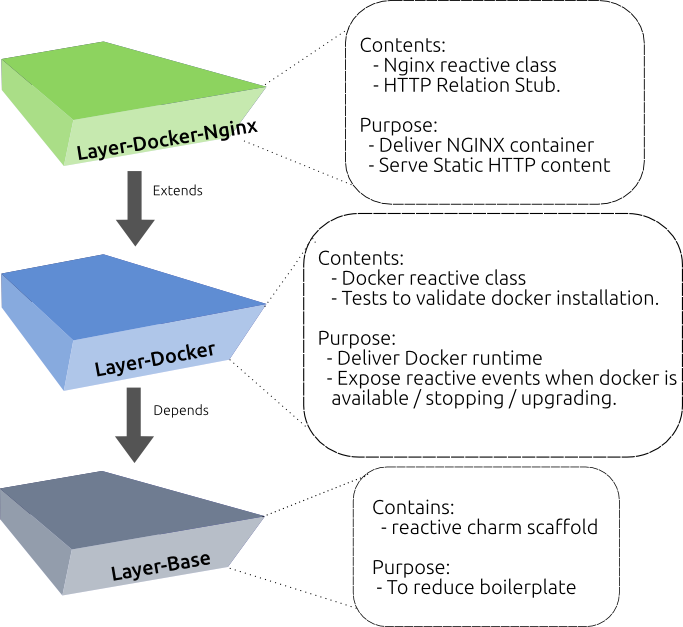 Contents:
- Nginx reactive class
- HTTP Relation Stub.
Purpose:
- Deliver NGINX container
- Serve Static HTTP content
Layer-Docker-Nginx
Extends
Contents:
- Docker reactive class
- Tests to validate docker installation.
Purpose:
- Deliver Docker runtime
- Expose reactive events when docker is
available / stopping / upgrading.
Layer-Docker
Depends
Contains:
- reactive charm scaffold
Purpose:
- To reduce boilerplate
Layer-Base